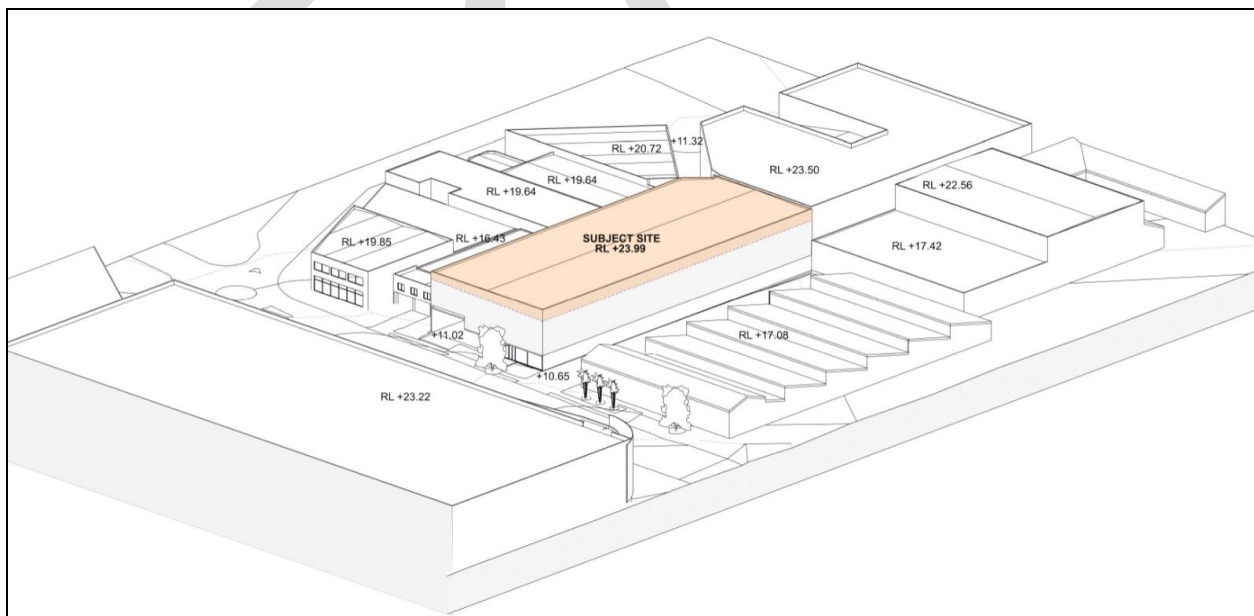 +11.32
RL +20.72
RL +23.50
RL +19.64
RL +19.64
RL +22.56
RL +19.85
RL +16.43
SUBJECT SITE
RL +23.99
RL +17.42
+11.02
RL +17.08
+10.65
RL +23.22